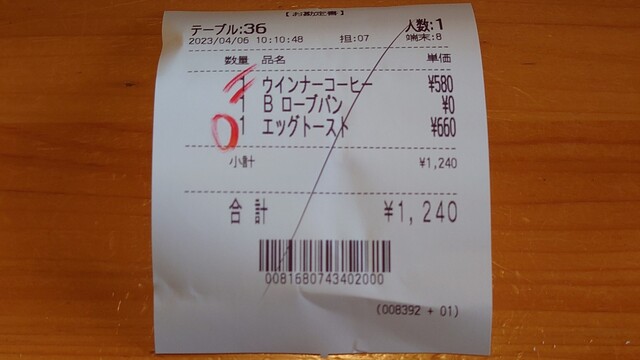 [お勘定書]
テーブル:36 人数:1
2023/04/06 10:10:48 担:07 端末:8
数量 品名 単価
1 ウインナーコーヒー ¥580
1 B ローブパン ¥0
1 エッグトースト ¥660
小計 ¥1,240
合計 ¥1,240
0081680743402000
(008392 + 01)